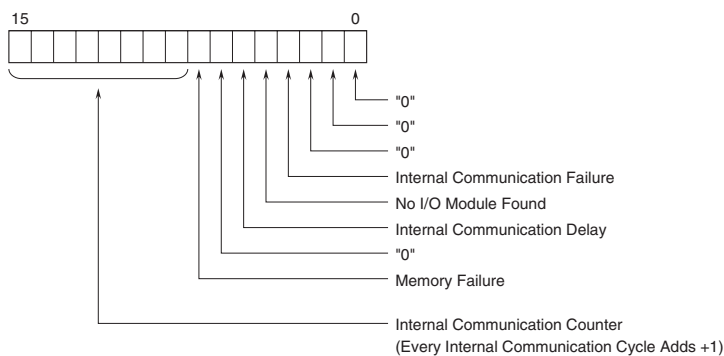 15 0
"0"
"0"
"0"
Internal Communication Failure
No I/O Module Found
Internal Communication Delay
"0"
Memory Failure
Internal Communication Counter
(Every Internal Communication Cycle Adds +1)